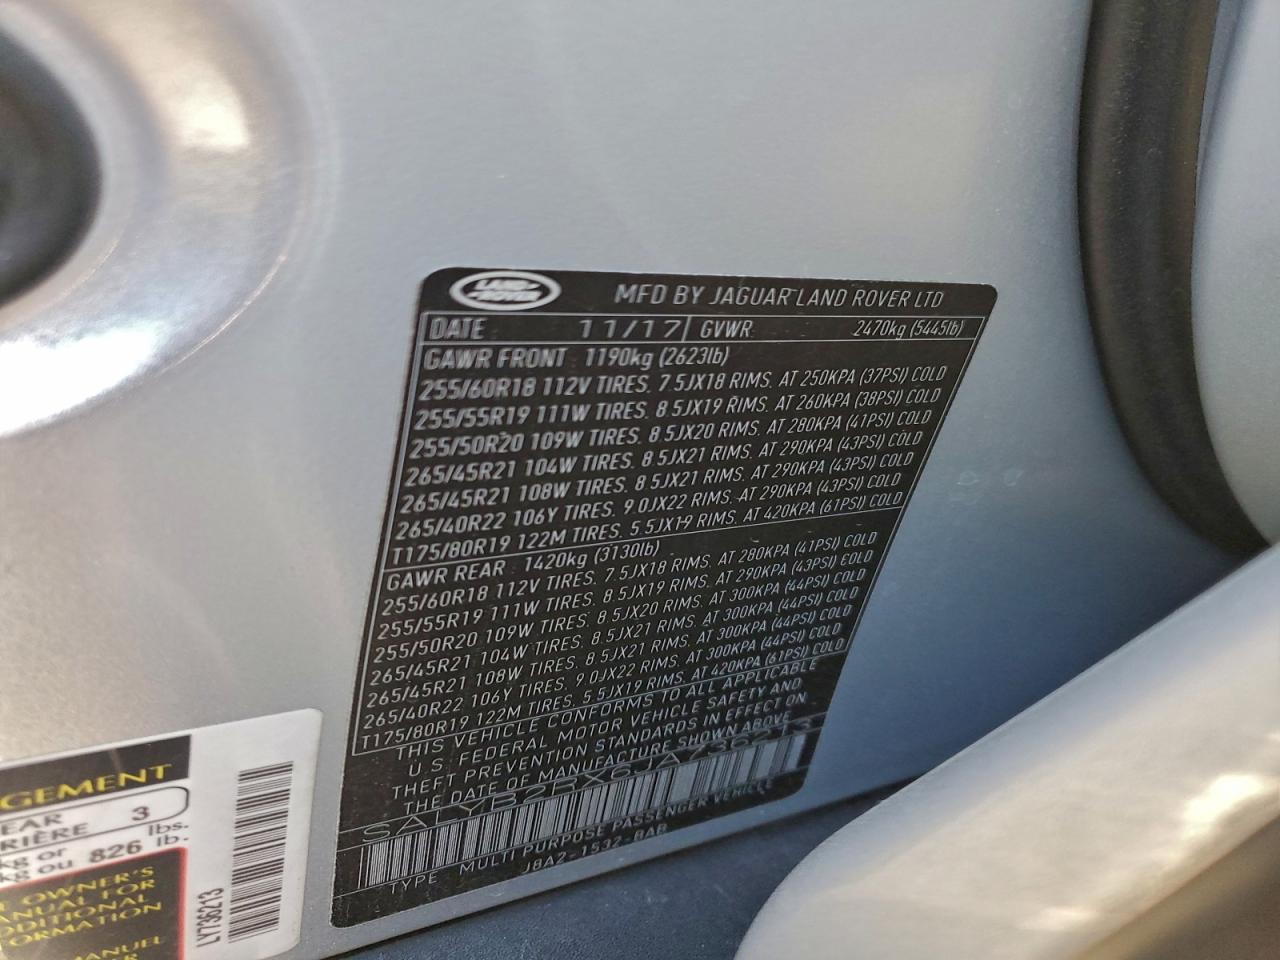 LAND ROVER MFD BY JAGUAR LAND ROVER LTD
DATE 11/17 GVWR 2470kg (5445lb)
GAWR FRONT 1190kg (2623lb)
255/60R18 112V TIRES. 7.5JX18 RIMS. AT 250KPA (37PSI) COLD
255/55R19 111W TIRES. 8.5JX19 RIMS. AT 260KPA (38PSI) COLD
255/50R20 109W TIRES. 8.5JX20 RIMS. AT 280KPA (41PSI) COLD
265/45R21 104W TIRES. 8.5JX21 RIMS. AT 290KPA (43PSI) COLD
265/45R21 108W TIRES. 8.5JX21 RIMS. AT 290KPA (43PSI) COLD
265/40R22 106Y TIRES. 9.0JX22 RIMS. AT 290KPA (43PSI) COLD
T175/80R19 122M TIRES. 5.5JX19 RIMS. AT 420KPA (61PSI) COLD
GAWR REAR 1420kg (3130lb)
255/60R18 112V TIRES. 7.5JX18 RIMS. AT 280KPA (41PSI) COLD
255/55R19 111W TIRES. 8.5JX19 RIMS. AT 290KPA (43PSI) COLD
255/50R20 109W TIRES. 8.5JX20 RIMS. AT 300KPA (44PSI) COLD
265/45R21 104W TIRES. 8.5JX21 RIMS. AT 300KPA (44PSI) COLD
265/45R21 108W TIRES. 8.5JX21 RIMS. AT 300KPA (44PSI) COLD
265/40R22 106Y TIRES. 9.0JX22 RIMS. AT 300KPA (44PSI) COLD
T175/80R19 122M TIRES. 5.5JX19 RIMS. AT 420KPA (61PSI) COLD
THIS VEHICLE CONFORMS TO ALL APPLICABLE
U.S. FEDERAL MOTOR VEHICLE SAFETY AND
THEFT PREVENTION STANDARDS IN EFFECT ON
THE DATE OF MANUFACTURE SHOWN ABOVE
SALYB2RX6JA736213
TYPE MULTI PURPOSE PASSENGER VEHICLE
J8A2-1532-BAB
GEMENT
EAR 3
RIÈRE
kg or lbs.
kg ou 826 lb.
OWNER'S
ANUAL FOR
DDITIONAL
FORMATION
MANUEL
LY736213